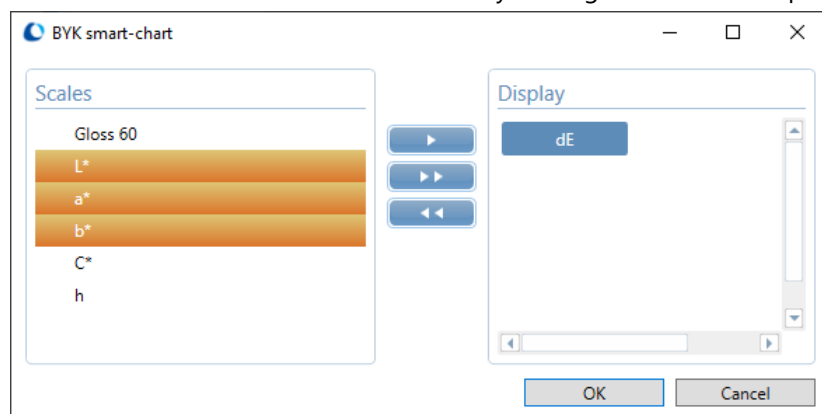 BYK smart-chart
Scales
Gloss 60
L*
a*
b*
C*
h
Display
dE
OK
Cancel